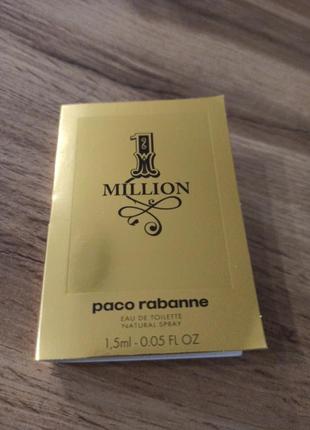 1
MILLION
paco rabanne
EAU DE TOILETTE
NATURAL SPRAY
1,5ml - 0.05 FL OZ